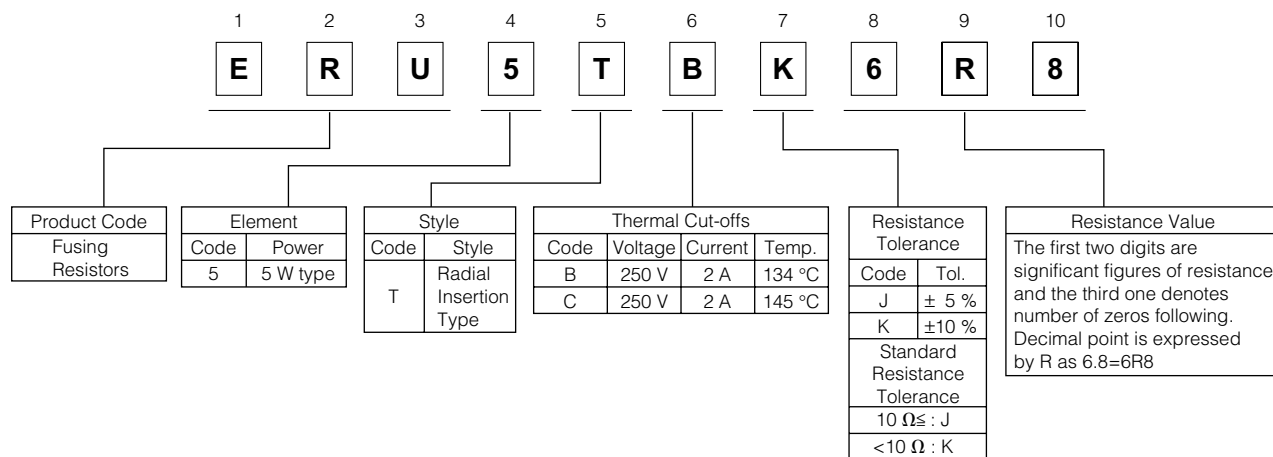 1 2 3 4 5 6 7 8 9 10
E R U 5 T B K 6 R 8
Product Code
Fusing
Resistors
Element
Code Power
5 5 W type
Style
Code Style
T Radial
Insertion
Type
Thermal Cut-offs
Code Voltage Current Temp.
B 250 V 2 A 134 °C
C 250 V 2 A 145 °C
Resistance
Tolerance
Code Tol.
J ± 5 %
K ±10 %
Standard
Resistance
Tolerance
10 Ω≦ : J
<10 Ω : K
Resistance Value
The first two digits are
significant figures of resistance
and the third one denotes
number of zeros following.
Decimal point is expressed
by R as 6.8=6R8